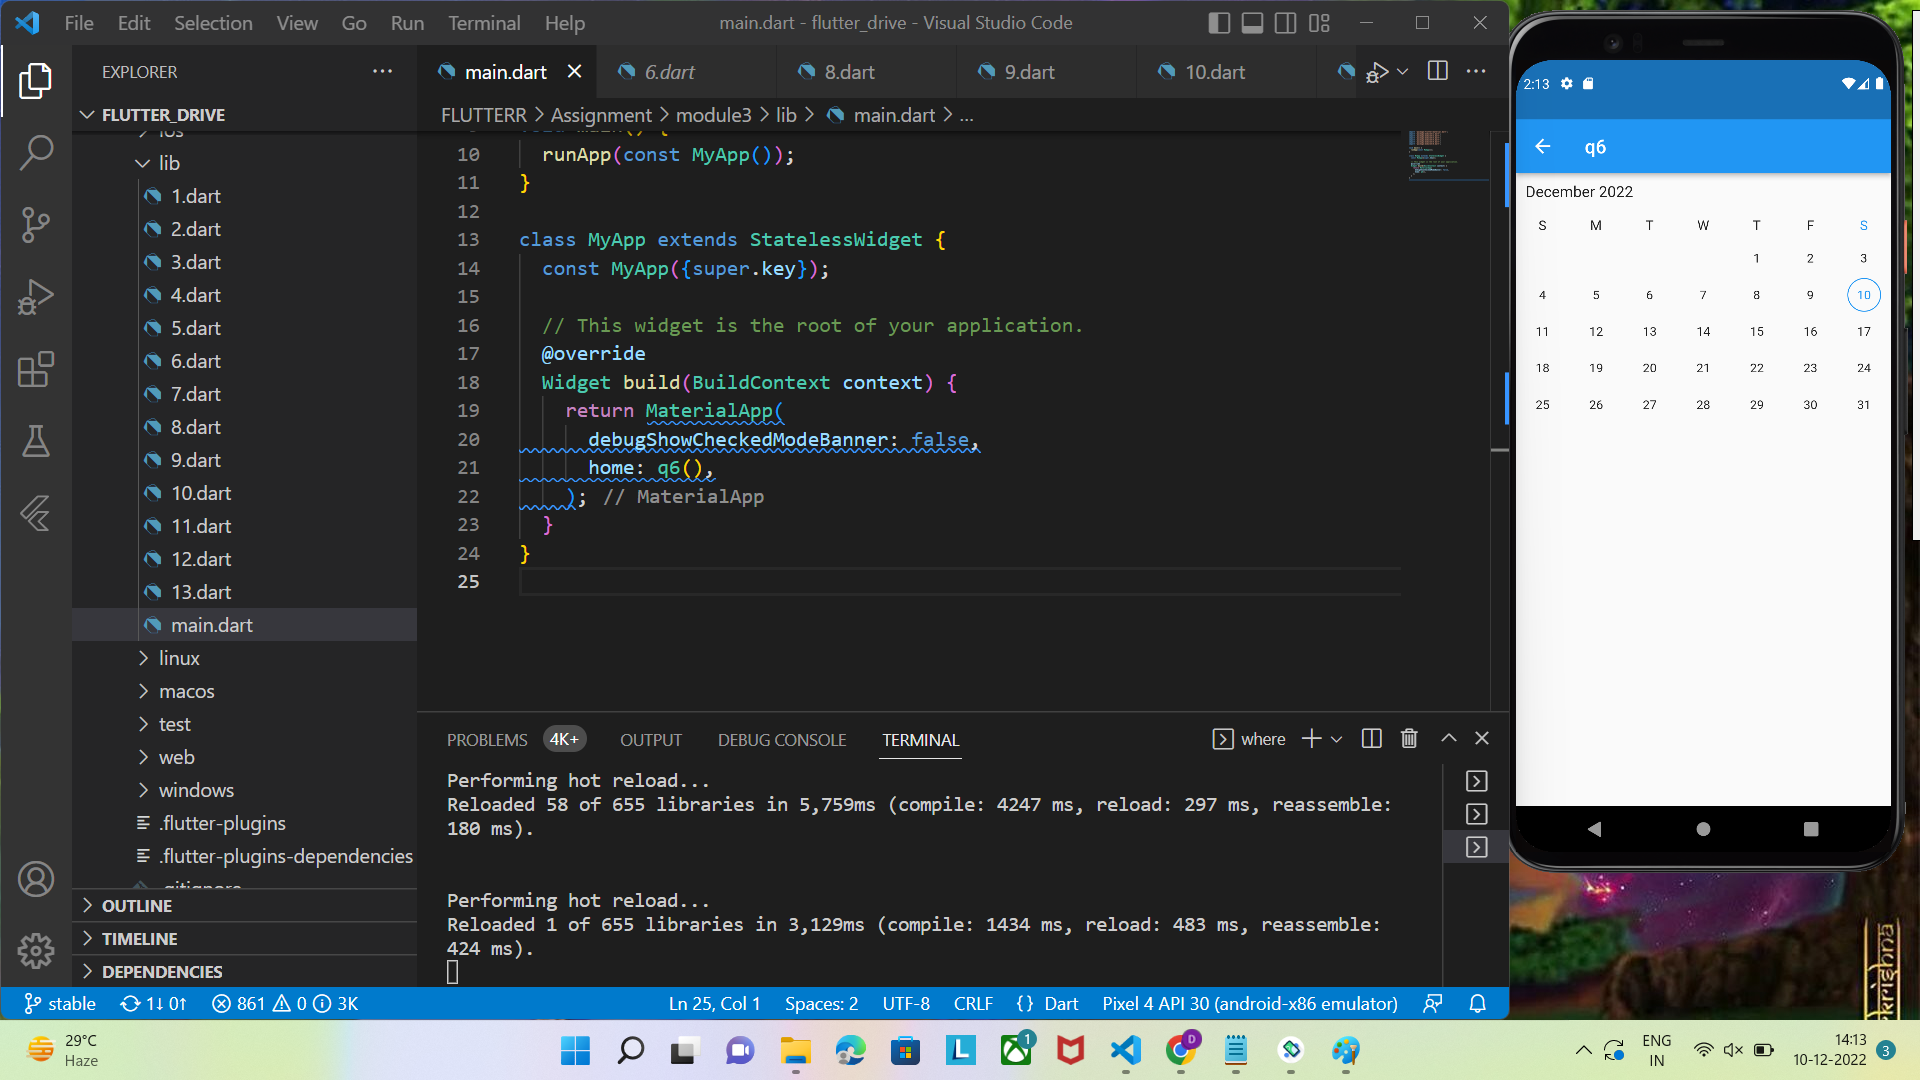 File Edit Selection View Go Run Terminal Help
main.dart - flutter_drive - Visual Studio Code
EXPLORER
FLUTTER_DRIVE
ios
lib
1.dart
2.dart
3.dart
4.dart
5.dart
6.dart
7.dart
8.dart
9.dart
10.dart
11.dart
12.dart
13.dart
main.dart
linux
macos
test
web
windows
.flutter-plugins
.flutter-plugins-dependencies
.gitignore
OUTLINE
TIMELINE
DEPENDENCIES
main.dart 6.dart 8.dart 9.dart 10.dart
FLUTTERR > Assignment > module3 > lib > main.dart > ...
void main() {
10 runApp(const MyApp());
11 }
12
13 class MyApp extends StatelessWidget {
14 const MyApp({super.key});
15
16 // This widget is the root of your application.
17 @override
18 Widget build(BuildContext context) {
19 return MaterialApp(
20 debugShowCheckedModeBanner: false,
21 home: q6(),
22 ); // MaterialApp
23 }
24 }
25
PROBLEMS 4K+ OUTPUT DEBUG CONSOLE TERMINAL
where
Performing hot reload...
Reloaded 58 of 655 libraries in 5,759ms (compile: 4247 ms, reload: 297 ms, reassemble:
180 ms).
Performing hot reload...
Reloaded 1 of 655 libraries in 3,129ms (compile: 1434 ms, reload: 483 ms, reassemble:
424 ms).
stable 1↓ 0↑ 861 0 3K
Ln 25, Col 1 Spaces: 2 UTF-8 CRLF {} Dart Pixel 4 API 30 (android-x86 emulator)
2:13
q6
December 2022
S M T W T F S
1 2 3
4 5 6 7 8 9 10
11 12 13 14 15 16 17
18 19 20 21 22 23 24
25 26 27 28 29 30 31
krishna
29°C
Haze
L
1
D
ENG
IN
14:13
10-12-2022
3